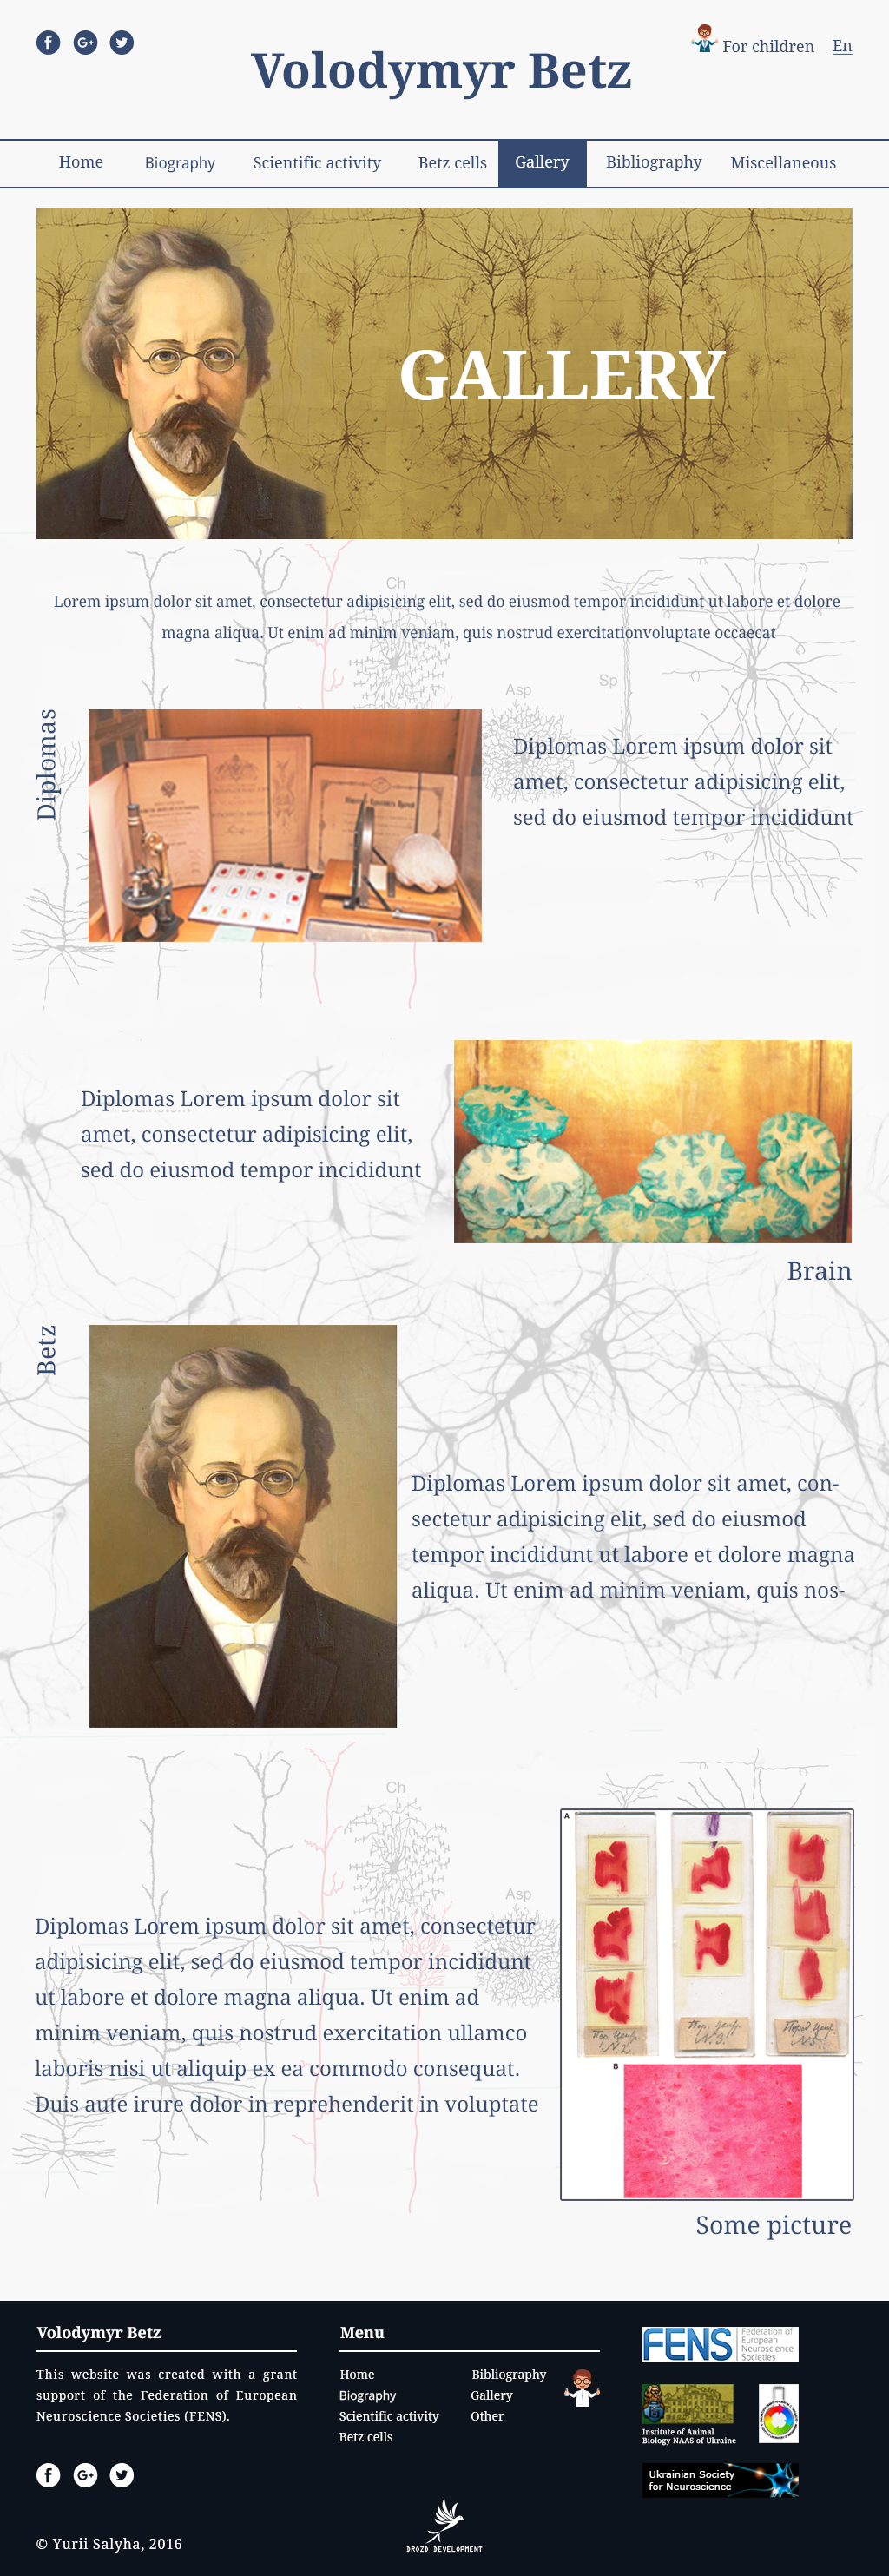 For children
En
Volodymyr Betz
Home
Biography
Scientific activity
Betz cells
Gallery
Bibliography
Miscellaneous
GALLERY
Ch
Lorem ipsum dolor sit amet, consectetur adipisicing elit, sed do eiusmod tempor incididunt ut labore et dolore
magna aliqua. Ut enim ad minim veniam, quis nostrud exercitationvoluptate occaecat
Sp
Asp
Diplomas
Diplomas Lorem ipsum dolor sit
amet, consectetur adipisicing elit,
sed do eiusmod tempor incididunt
Diplomas Lorem ipsum dolor sit
amet, consectetur adipisicing elit,
sed do eiusmod tempor incididunt
Brain
Betz
Diplomas Lorem ipsum dolor sit amet, con-
sectetur adipisicing elit, sed do eiusmod
tempor incididunt ut labore et dolore magna
aliqua. Ut enim ad minim veniam, quis nos-
Ch
Asp
Diplomas Lorem ipsum dolor sit amet, consectetur
adipisicing elit, sed do eiusmod tempor incididunt
ut labore et dolore magna aliqua. Ut enim ad
minim veniam, quis nostrud exercitation ullamco
laboris nisi ut aliquip ex ea commodo consequat.
Duis aute irure dolor in reprehenderit in voluptate
A
B
Some picture
Volodymyr Betz
This website was created with a grant
support of the Federation of European
Neuroscience Societies (FENS).
© Yurii Salyha, 2016
Menu
Home
Biography
Scientific activity
Betz cells
Bibliography
Gallery
Other
DROZD DEVELOPMENT
FENS
Federation of
European
Neuroscience
Societies
Institute of Animal
Biology NAAS of Ukraine
Ukrainian Society
for Neuroscience